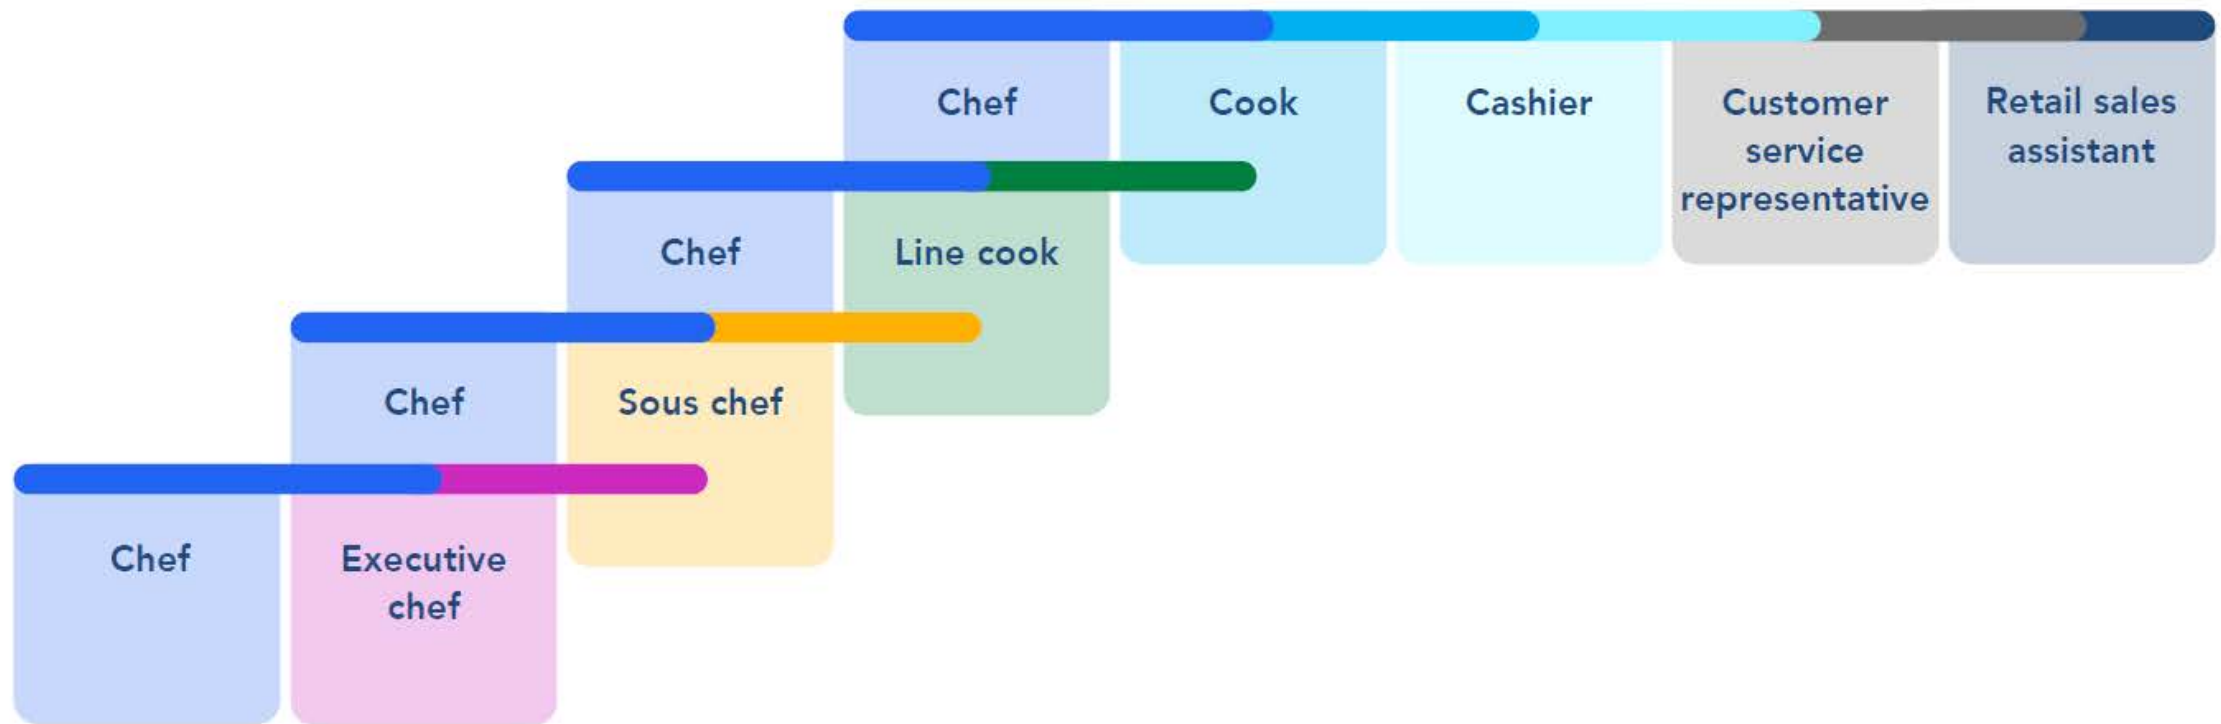 Chef
Cook
Cashier
Customer
service
representative
Retail sales
assistant
Chef
Line cook
Chef
Sous chef
Chef
Executive
chef